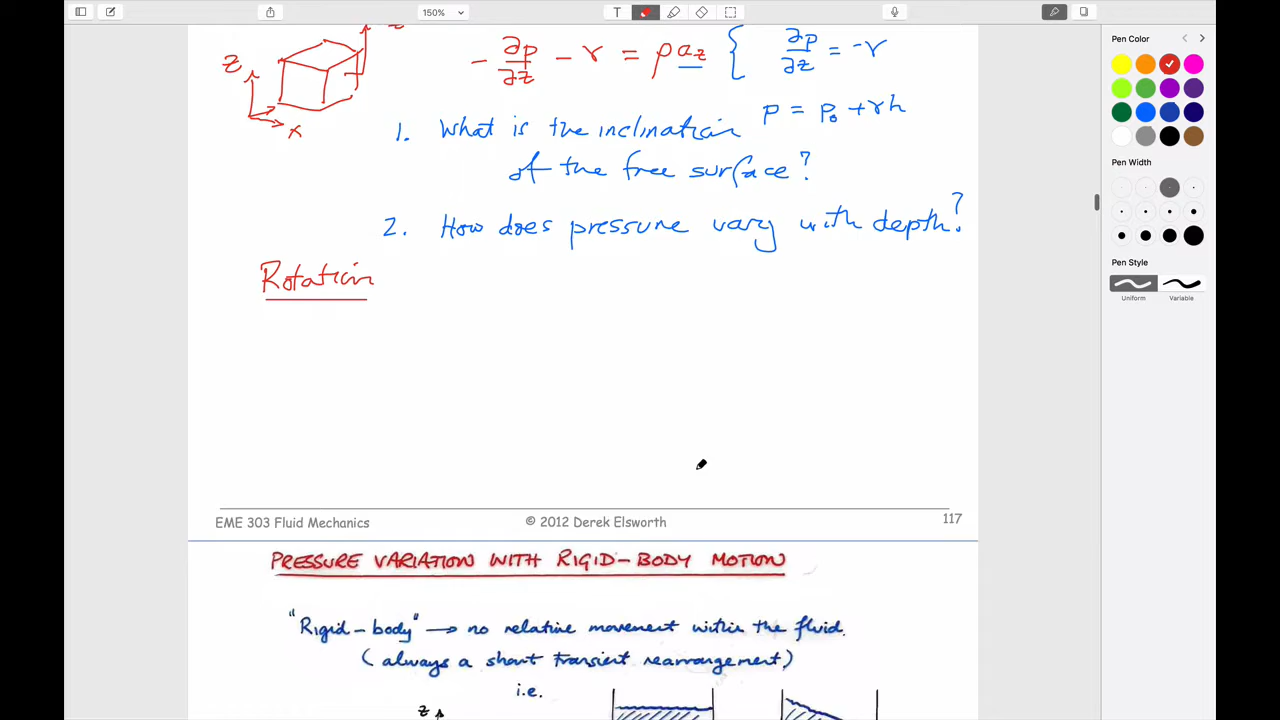 150%
T
Pen Color
z
- ∂p/∂z - γ = ρ a_z { ∂p/∂z = -γ
x
p = p₀ + γh
1. What is the inclination
of the free surface?
2. How does pressure vary with depth?
Rotation
Pen Width
Pen Style
Uniform
Variable
EME 303 Fluid Mechanics
© 2012 Derek Elsworth
117
PRESSURE VARIATION WITH RIGID-BODY MOTION
"Rigid-body" → no relative movement within the fluid.
(always a short transient rearrangement)
i.e.
z